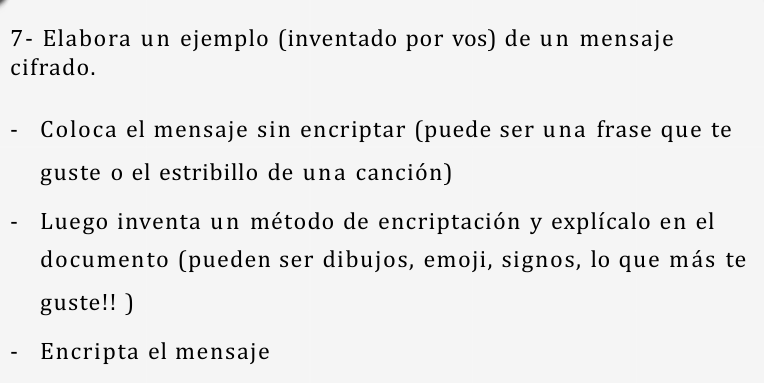 7- Elabora un ejemplo (inventado por vos) de un mensaje
cifrado.
- Coloca el mensaje sin encriptar (puede ser una frase que te
guste o el estribillo de una canción)
- Luego inventa un método de encriptación y explícalo en el
documento (pueden ser dibujos, emoji, signos, lo que más te
guste!! )
- Encripta el mensaje